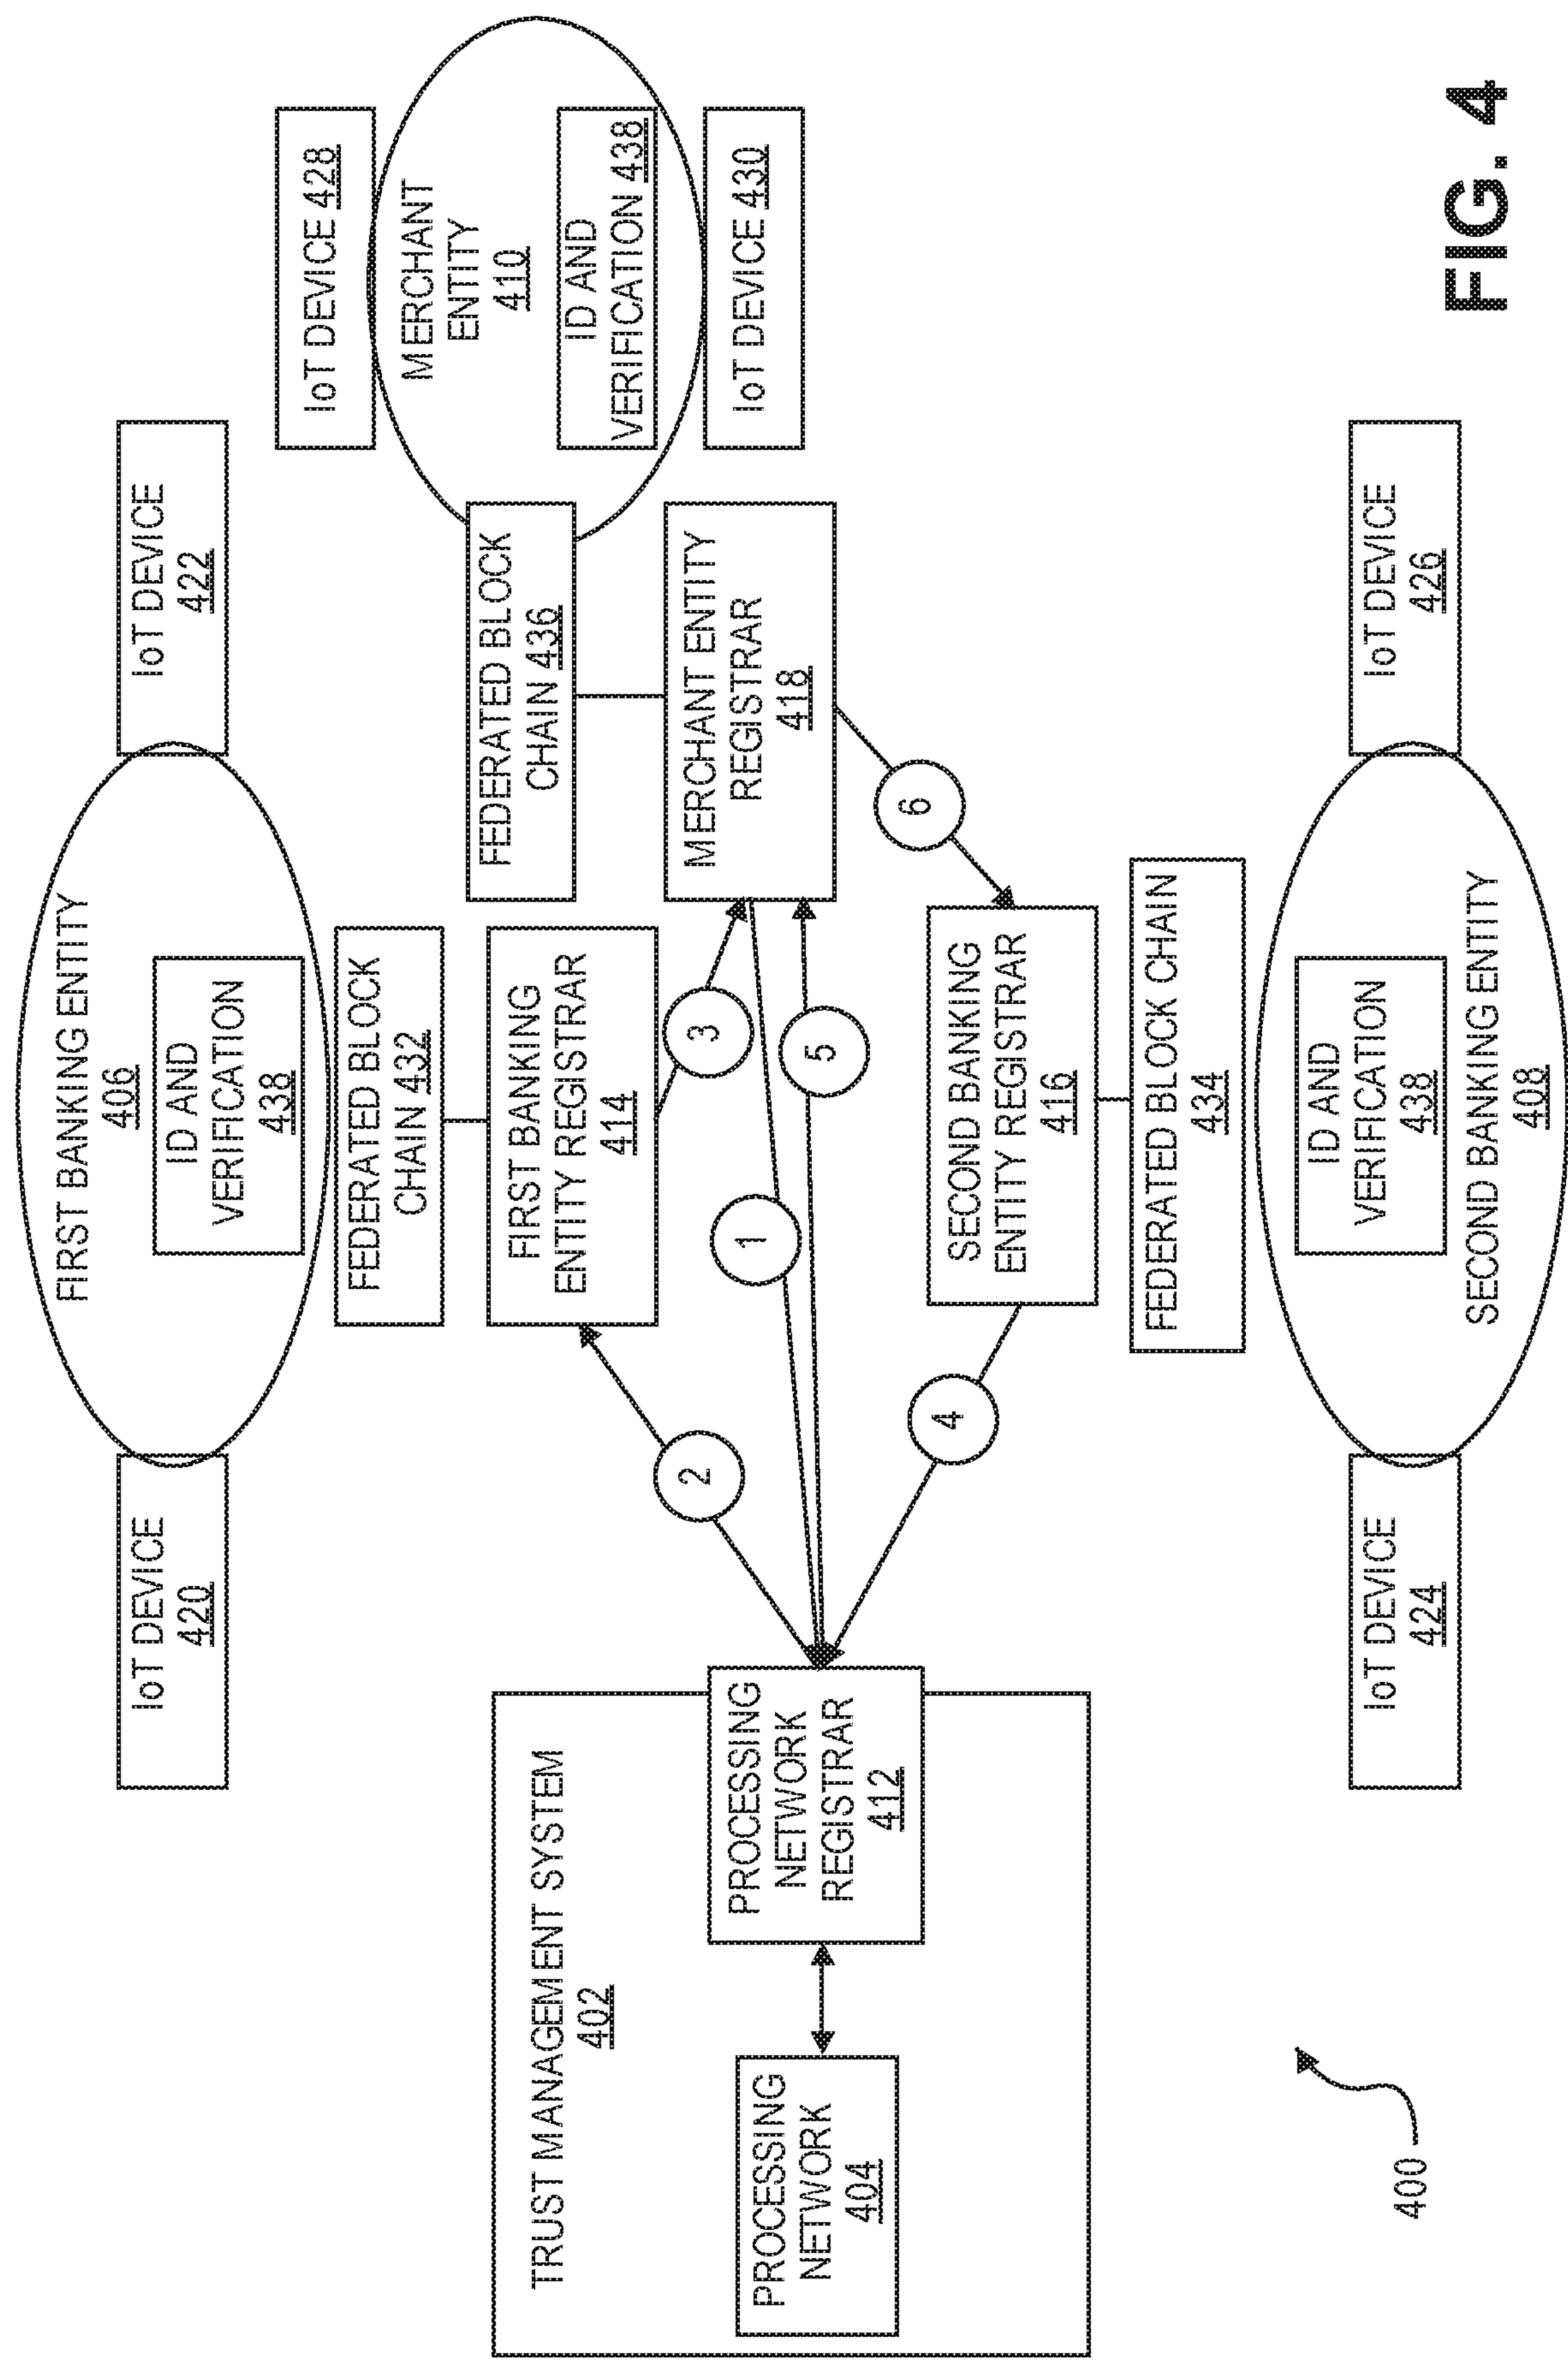 FIRST BANKING ENTITY
406
ID AND
VERIFICATION
438
IoT DEVICE
420
IoT DEVICE
422
FEDERATED BLOCK
CHAIN 432
FIRST BANKING
ENTITY REGISTRAR
414
IoT DEVICE 428
MERCHANT
ENTITY
410
ID AND
VERIFICATION 438
IoT DEVICE 430
FEDERATED BLOCK
CHAIN 436
MERCHANT ENTITY
REGISTRAR
418
TRUST MANAGEMENT SYSTEM
402
PROCESSING
NETWORK
404
PROCESSING
NETWORK
REGISTRAR
412
2
3
1
5
4
6
SECOND BANKING
ENTITY REGISTRAR
416
FEDERATED BLOCK CHAIN
434
ID AND
VERIFICATION
438
SECOND BANKING ENTITY
408
IoT DEVICE
424
IoT DEVICE
426
400
FIG. 4